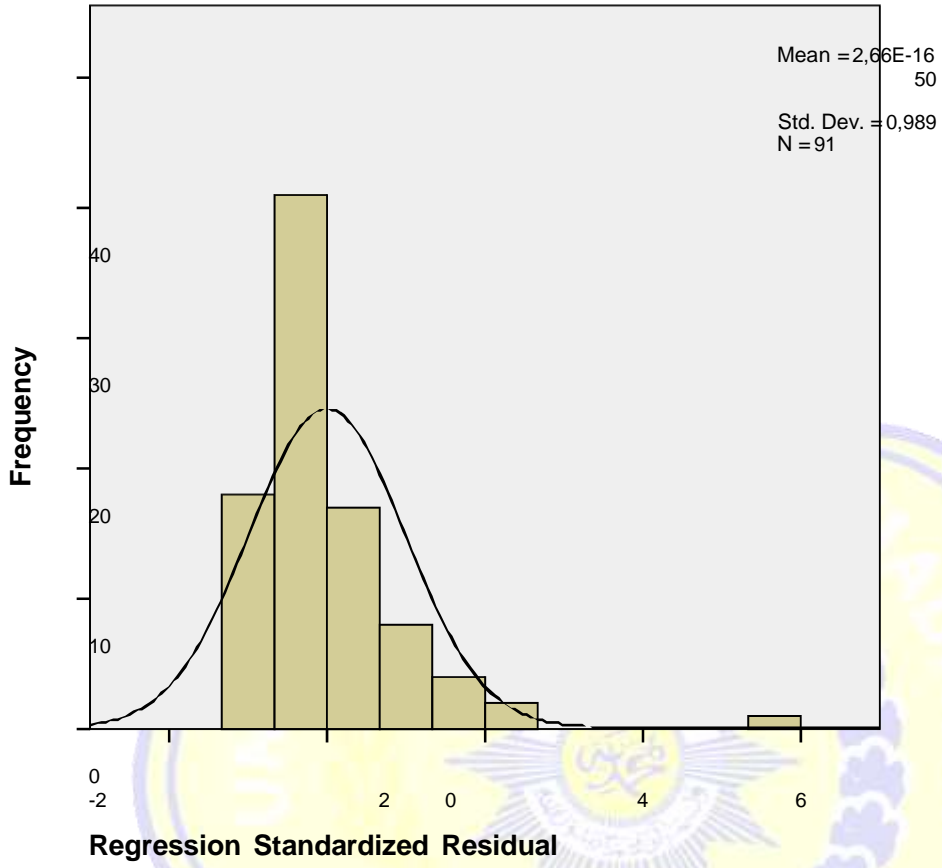 Mean =2,66E-16
50
Std. Dev. =0,989
N =91
40
30
20
10
0
-2 2 0 4 6
Frequency
Regression Standardized Residual